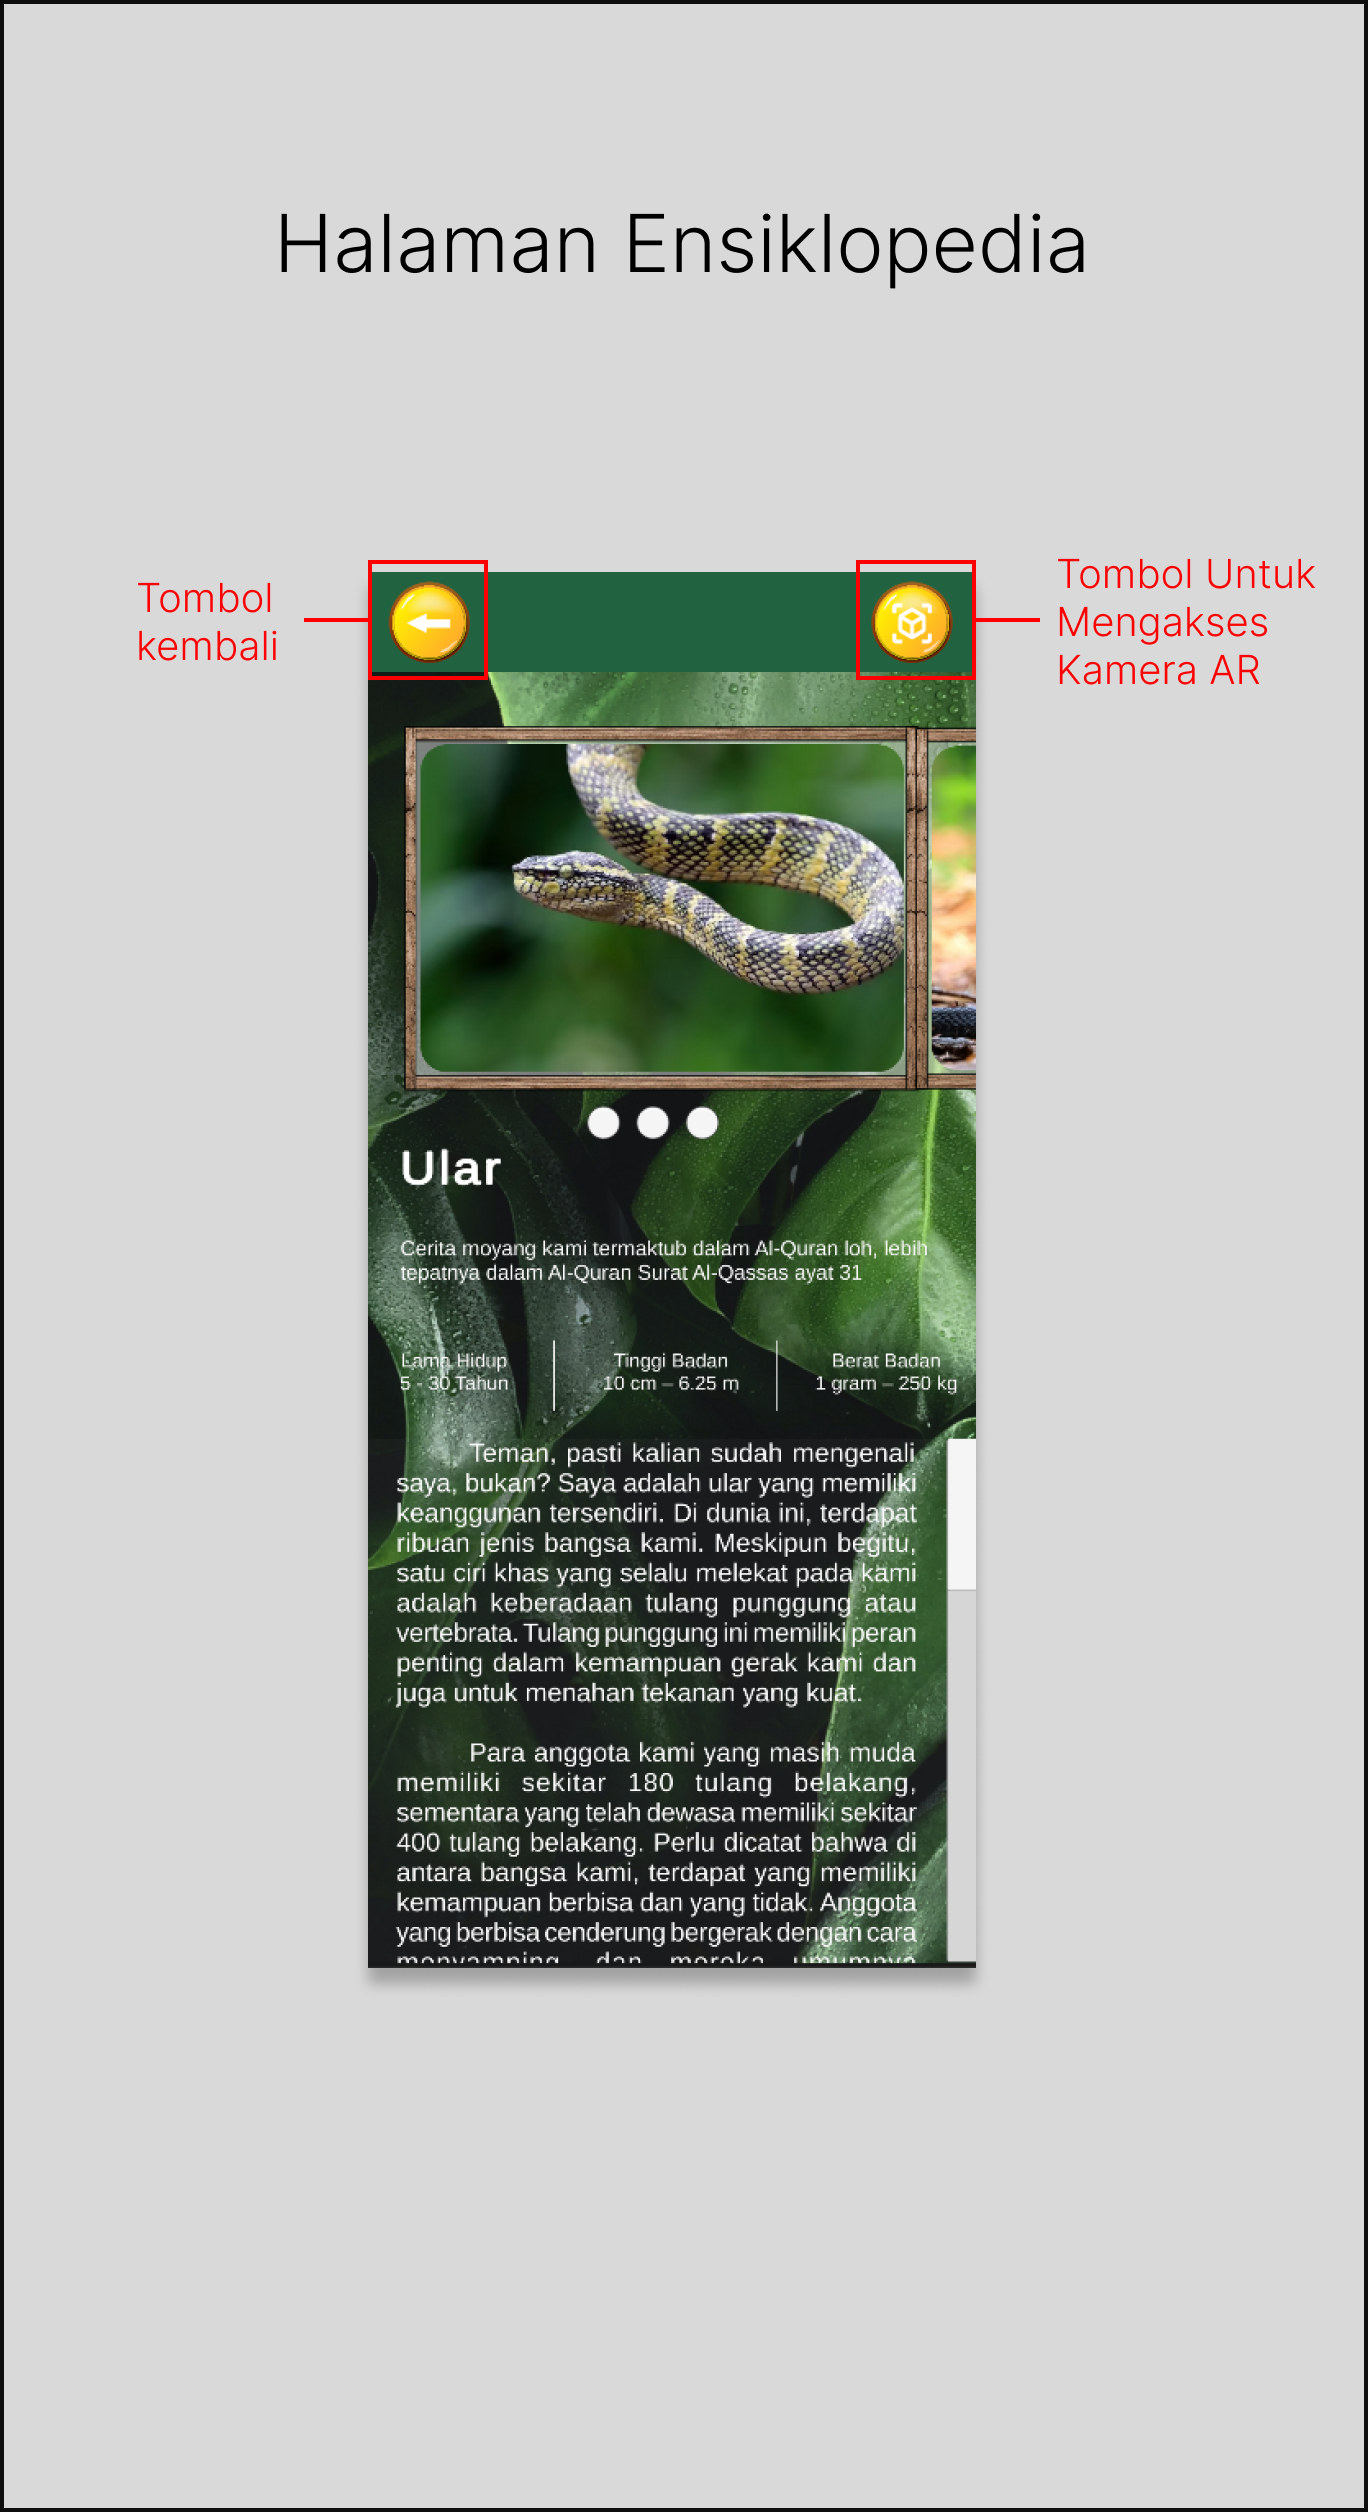 Halaman Ensiklopedia
Tombol
kembali
Tombol Untuk
Mengakses
Kamera AR
Ular
Cerita moyang kami termaktub dalam Al-Quran loh, lebih
tepatnya dalam Al-Quran Surat Al-Qassas ayat 31
Lama Hidup
5 - 30 Tahun
Tinggi Badan
10 cm – 6.25 m
Berat Badan
1 gram – 250 kg
Teman, pasti kalian sudah mengenali
saya, bukan? Saya adalah ular yang memiliki
keanggunan tersendiri. Di dunia ini, terdapat
ribuan jenis bangsa kami. Meskipun begitu,
satu ciri khas yang selalu melekat pada kami
adalah keberadaan tulang punggung atau
vertebrata. Tulang punggung ini memiliki peran
penting dalam kemampuan gerak kami dan
juga untuk menahan tekanan yang kuat.
Para anggota kami yang masih muda
memiliki sekitar 180 tulang belakang,
sementara yang telah dewasa memiliki sekitar
400 tulang belakang. Perlu dicatat bahwa di
antara bangsa kami, terdapat yang memiliki
kemampuan berbisa dan yang tidak. Anggota
yang berbisa cenderung bergerak dengan cara
menyamping, dan mereka umumnya